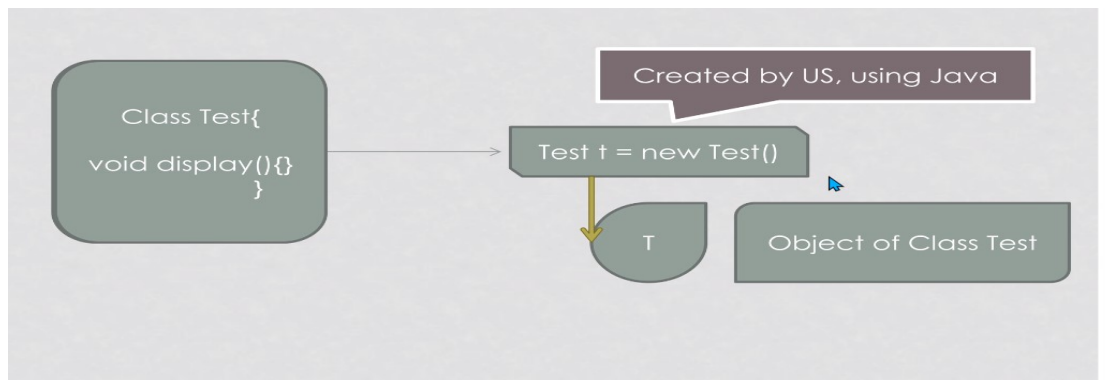 Class Test{
void display(){}
}
Created by US, using Java
Test t = new Test()
T
Object of Class Test